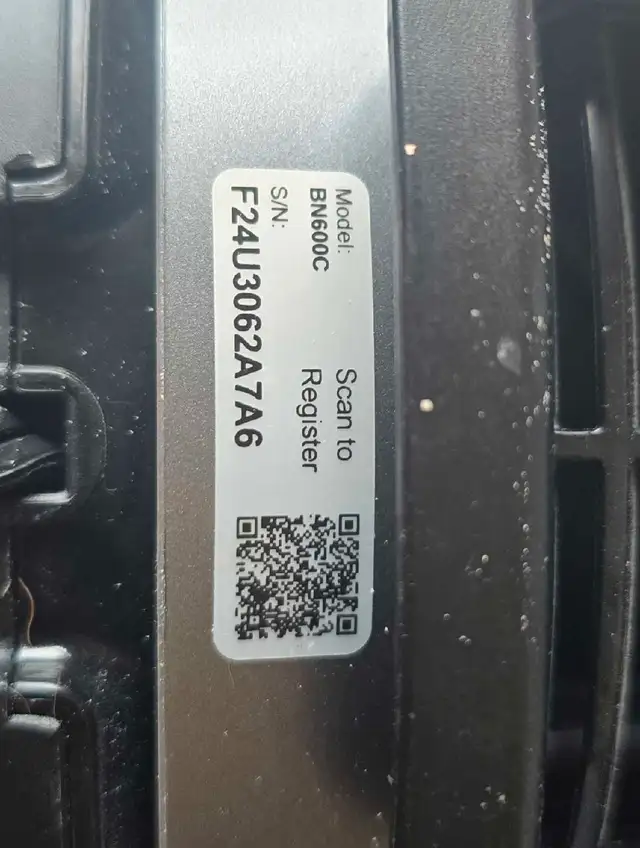 Model:
BN600C
S/N:
F24U3062A7A6
Scan to
Register